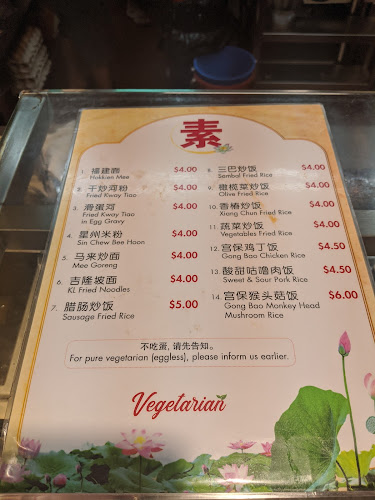 素
1. 福建面 $4.00
Hokkien Mee
2. 干炒河粉 $4.00
Fried Kway Tiao
3. 滑蛋河 $4.00
Fried Kway Tiao
in Egg Gravy
4. 星州米粉 $4.00
Sin Chew Bee Hoon
5. 马来炒面 $4.00
Mee Goreng
6. 吉隆坡面 $4.00
KL Fried Noodles
7. 腊肠炒饭 $5.00
Sausage Fried Rice
8. 三巴炒饭 $4.00
Sambal Fried Rice
9. 橄榄菜炒饭 $4.00
Olive Fried Rice
10. 香椿炒饭 $4.00
Xiang Chun Fried Rice
11. 蔬菜炒饭 $4.00
Vegetables Fried Rice
12. 宫保鸡丁饭 $4.50
Gong Bao Chicken Rice
13. 酸甜咕噜肉饭 $4.50
Sweet & Sour Pork Rice
14. 宫保猴头菇饭 $6.00
Gong Bao Monkey Head
Mushroom Rice
不吃蛋, 请先告知。
For pure vegetarian (eggless), please inform us earlier.
Vegetarian